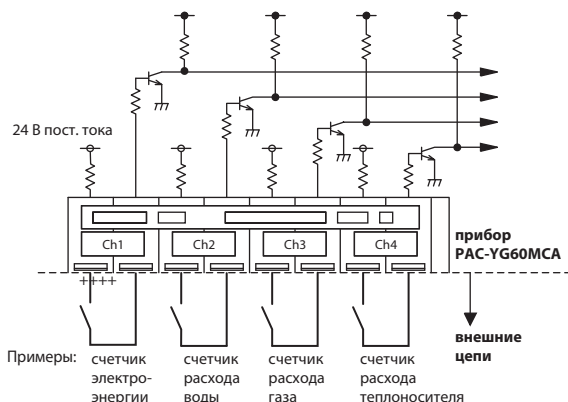 24 В пост. тока
Ch1 Ch2 Ch3 Ch4
прибор
PAC-YG60MCA
++++
внешние
цепи
Примеры: счетчик электро- энергии
счетчик расхода воды
счетчик расхода газа
счетчик расхода теплоносителя